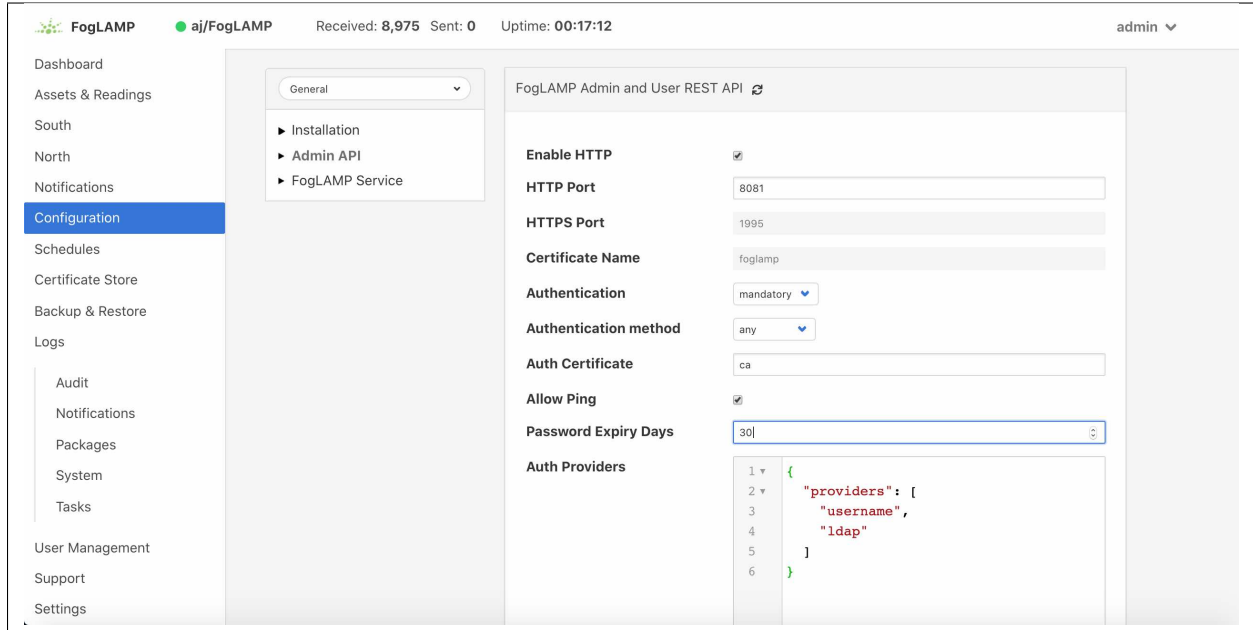 FogLAMP aj/FogLAMP Received: 8,975 Sent: 0 Uptime: 00:17:12 admin
Dashboard
Assets & Readings
South
North
Notifications
Configuration
Schedules
Certificate Store
Backup & Restore
Logs
Audit
Notifications
Packages
System
Tasks
User Management
Support
Settings
General
Installation
Admin API
FogLAMP Service
FogLAMP Admin and User REST API
Enable HTTP
HTTP Port 8081
HTTPS Port 1995
Certificate Name foglamp
Authentication mandatory
Authentication method any
Auth Certificate ca
Allow Ping
Password Expiry Days 30
Auth Providers
1 {
2 "providers": [
3 "username",
4 "ldap"
5 ]
6 }